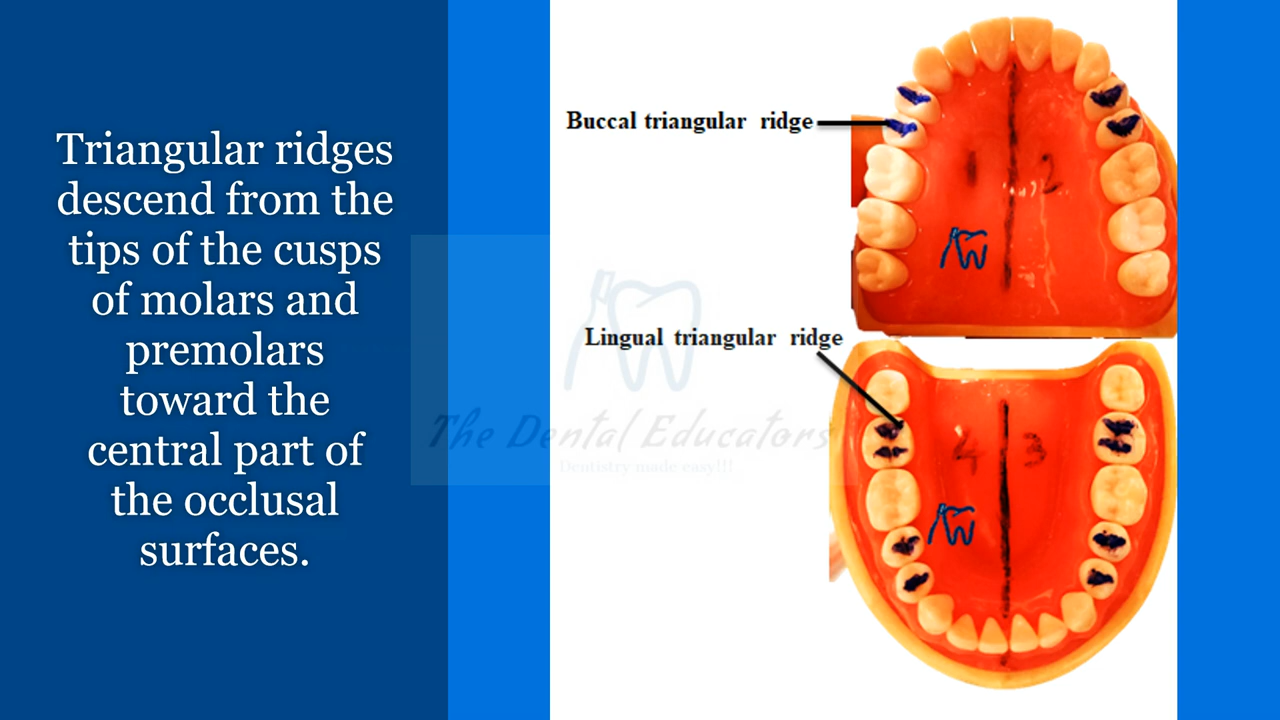 Triangular ridges
descend from the
tips of the cusps
of molars and
premolars
toward the
central part of
the occlusal
surfaces.
Buccal triangular ridge
1 2
Lingual triangular ridge
4 3
The Dental Educators
Dentistry made easy!!!